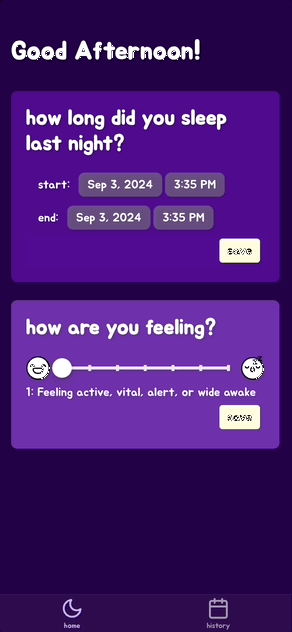 Good Afternoon!
how long did you sleep
last night?
start: Sep 3, 2024 3:35 PM
end: Sep 3, 2024 3:35 PM
save
how are you feeling?
1: Feeling active, vital, alert, or wide awake
save
home history